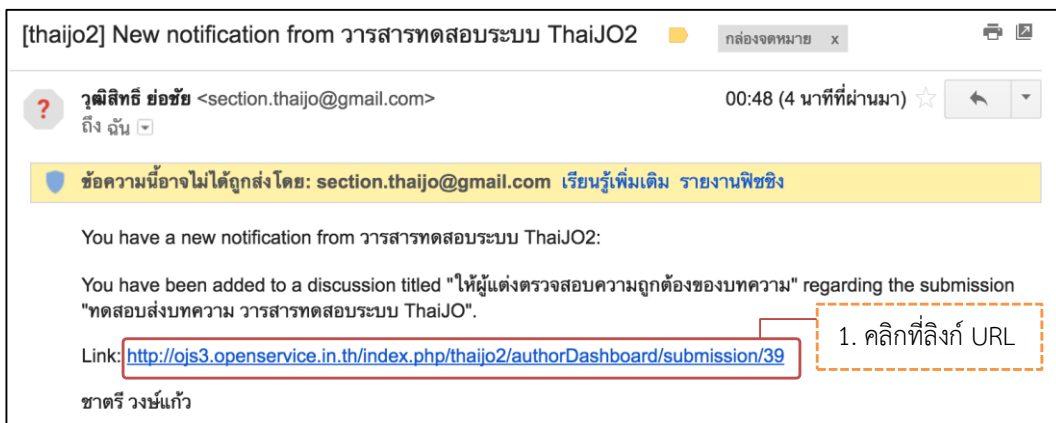 [thaijo2] New notification from วารสารทดสอบระบบ ThaiJO2 กล่องจดหมาย x
วุฒิสิทธิ์ ย่อชัย <section.thaijo@gmail.com> 00:48 (4 นาทีที่ผ่านมา)
ถึง ฉัน
ข้อความนี้อาจไม่ได้ถูกส่งโดย: section.thaijo@gmail.com เรียนรู้เพิ่มเติม รายงานฟิชชิง
You have a new notification from วารสารทดสอบระบบ ThaiJO2:
You have been added to a discussion titled "ให้ผู้แต่งตรวจสอบความถูกต้องของบทความ" regarding the submission
"ทดสอบส่งบทความ วารสารทดสอบระบบ ThaiJO".
1. คลิกที่ลิงก์ URL
Link: http://ojs3.openservice.in.th/index.php/thaijo2/authorDashboard/submission/39
ชาตรี วงษ์แก้ว